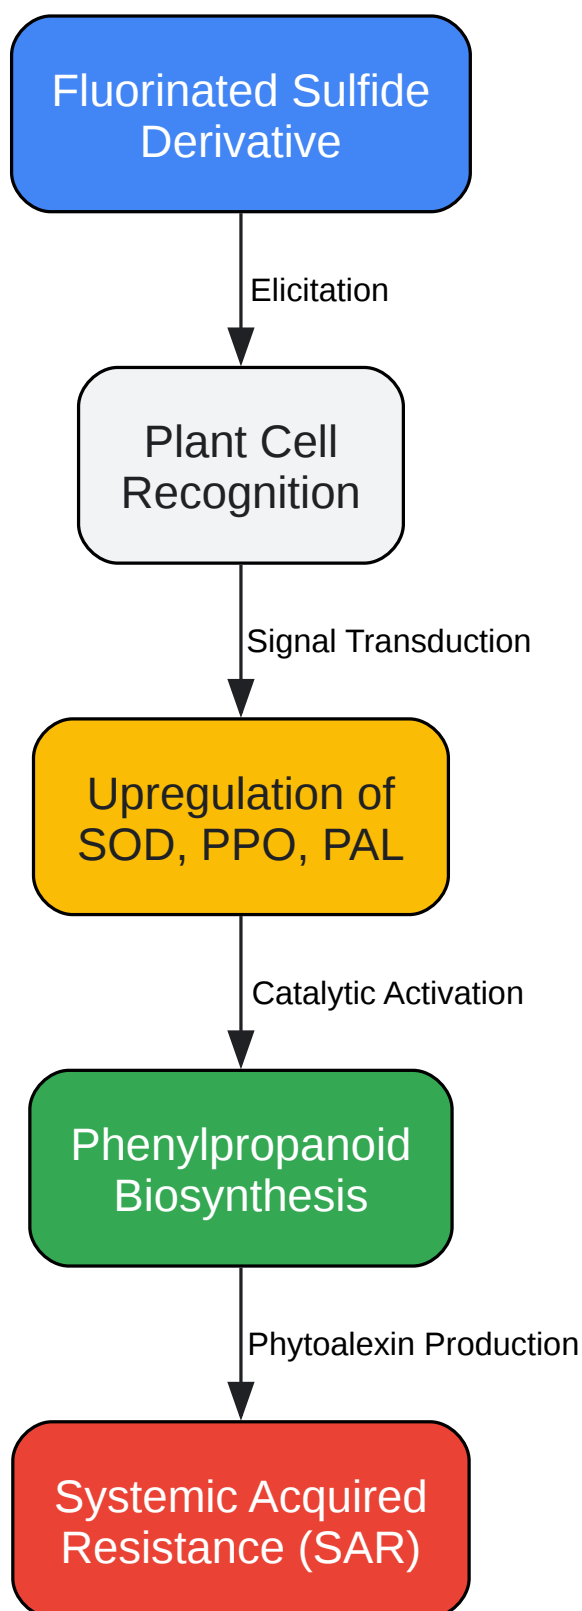 Fluorinated Sulfide
Derivative
Elicitation
Plant Cell
Recognition
Signal Transduction
Upregulation of
SOD, PPO, PAL
Catalytic Activation
Phenylpropanoid
Biosynthesis
Phytoalexin Production
Systemic Acquired
Resistance (SAR)